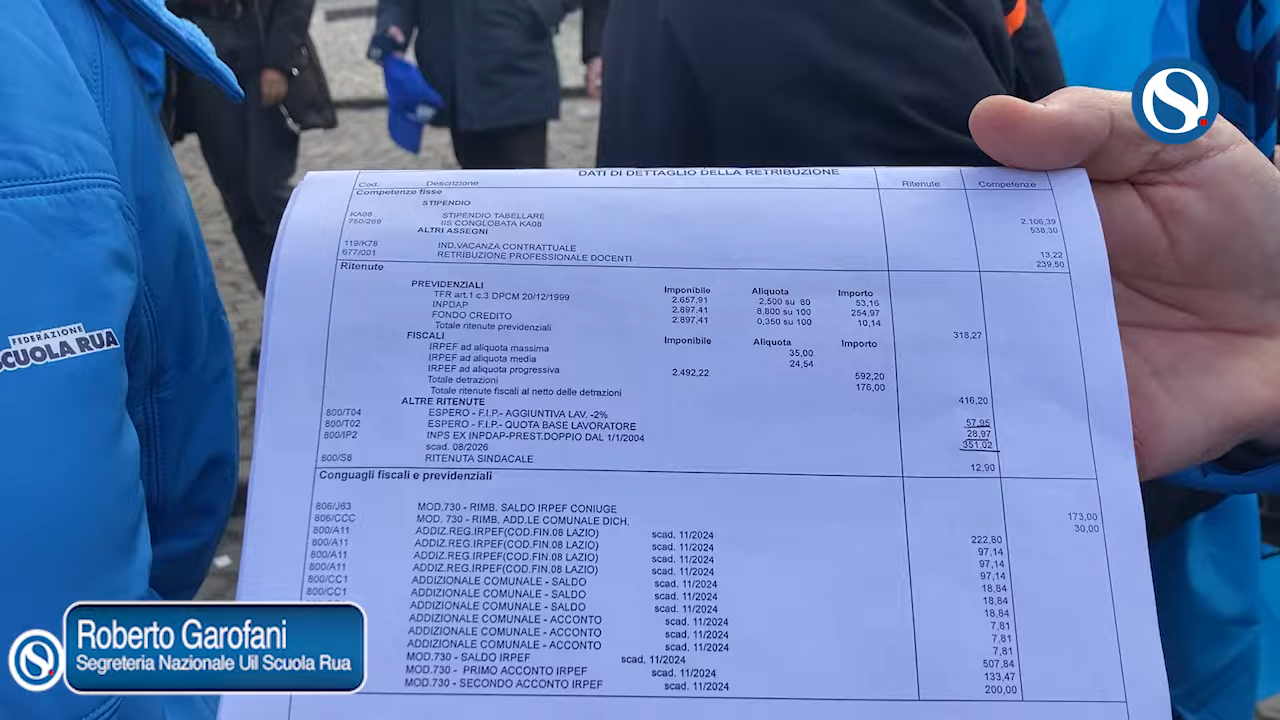 DATI DI DETTAGLIO DELLA RETRIBUZIONE
Cod. Descrizione Ritenute Competenze
Competenze fisse
STIPENDIO
KA08 STIPENDIO TABELLARE 2.106,39
750/269 IIS CONGLOBATA KA08 538,30
ALTRI ASSEGNI
119/K78 IND.VACANZA CONTRATTUALE 13,22
677/001 RETRIBUZIONE PROFESSIONALE DOCENTI 239,50
Ritenute
PREVIDENZIALI Imponibile Aliquota Importo
TFR art.1 c.3 DPCM 20/12/1999 2.657,91 2,500 su 80 53,16
INPDAP 2.897,41 8,800 su 100 254,97
FONDO CREDITO 2.897,41 0,350 su 100 10,14
Totale ritenute previdenziali 318,27
FISCALI Imponibile Aliquota Importo
IRPEF ad aliquota massima 35,00
IRPEF ad aliquota media 24,54
IRPEF ad aliquota progressiva 2.492,22 592,20
Totale detrazioni 176,00
Totale ritenute fiscali al netto delle detrazioni 416,20
ALTRE RITENUTE
800/T04 ESPERO - F.I.P.- AGGIUNTIVA LAV. -2% 57,95
800/T02 ESPERO - F.I.P.- QUOTA BASE LAVORATORE 28,97
800/IP2 INPS EX INPDAP-PREST.DOPPIO DAL 1/1/2004 351,02
scad. 08/2026
800/S8 RITENUTA SINDACALE 12,90
Conguagli fiscali e previdenziali
806/J63 MOD.730 - RIMB. SALDO IRPEF CONIUGE 173,00
806/CCC MOD. 730 - RIMB. ADD.LE COMUNALE DICH. 30,00
800/A11 ADDIZ.REG.IRPEF(COD.FIN.08 LAZIO) scad. 11/2024 222,80
800/A11 ADDIZ.REG.IRPEF(COD.FIN.08 LAZIO) scad. 11/2024 97,14
800/A11 ADDIZ.REG.IRPEF(COD.FIN.08 LAZIO) scad. 11/2024 97,14
800/A11 ADDIZ.REG.IRPEF(COD.FIN.08 LAZIO) scad. 11/2024 97,14
800/CC1 ADDIZIONALE COMUNALE - SALDO scad. 11/2024 18,84
800/CC1 ADDIZIONALE COMUNALE - SALDO scad. 11/2024 18,84
ADDIZIONALE COMUNALE - SALDO scad. 11/2024 18,84
ADDIZIONALE COMUNALE - ACCONTO scad. 11/2024 7,81
ADDIZIONALE COMUNALE - ACCONTO scad. 11/2024 7,81
ADDIZIONALE COMUNALE - ACCONTO scad. 11/2024 7,81
MOD.730 - SALDO IRPEF scad. 11/2024 507,84
MOD.730 - PRIMO ACCONTO IRPEF scad. 11/2024 133,47
MOD.730 - SECONDO ACCONTO IRPEF scad. 11/2024 200,00
FEDERAZIONE
SCUOLA RUA
Roberto Garofani
Segreteria Nazionale Uil Scuola Rua